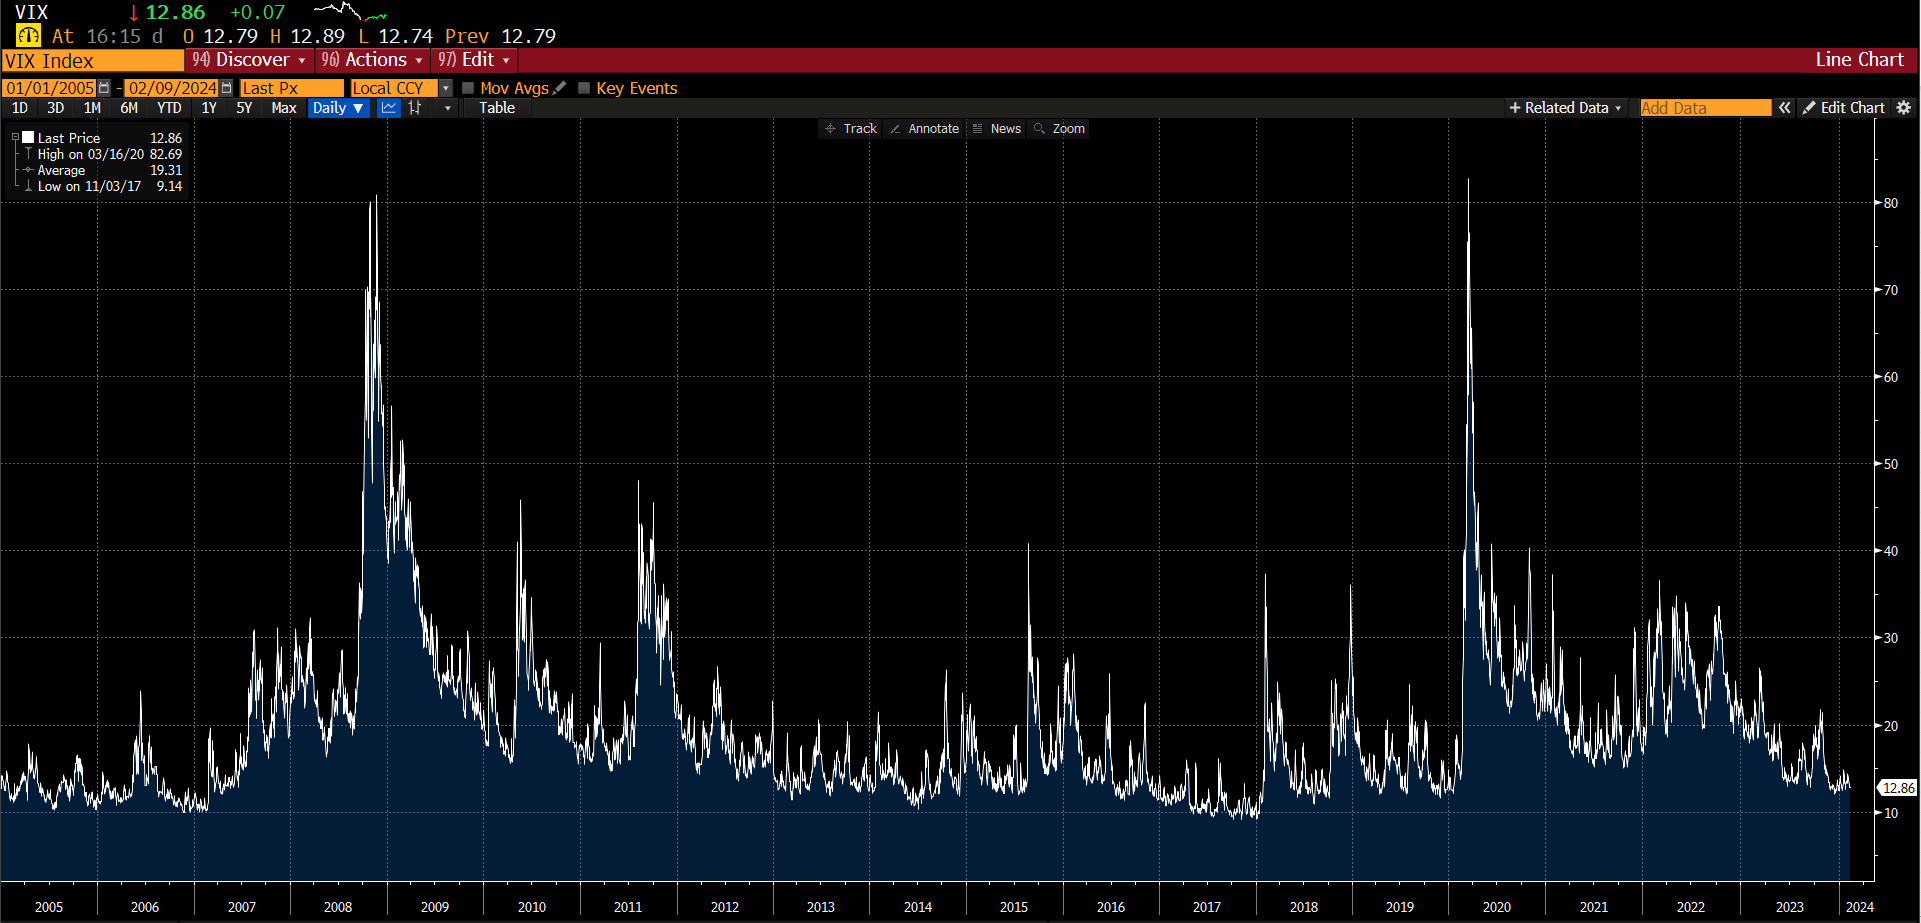 VIX ↓ 12.86 +0.07
At 16:15 d O 12.79 H 12.89 L 12.74 Prev 12.79
VIX Index 94) Discover 96) Actions 97) Edit Line Chart
01/01/2005 - 02/09/2024 Last Px Local CCY Mov Avgs Key Events
1D 3D 1M 6M YTD 1Y 5Y Max Daily ▼ Table + Related Data Add Data « Edit Chart
Track Annotate News Zoom
Last Price 12.86
High on 03/16/20 82.69
Average 19.31
Low on 11/03/17 9.14
80
70
60
50
40
30
20
12.86
10
2005 2006 2007 2008 2009 2010 2011 2012 2013 2014 2015 2016 2017 2018 2019 2020 2021 2022 2023 2024